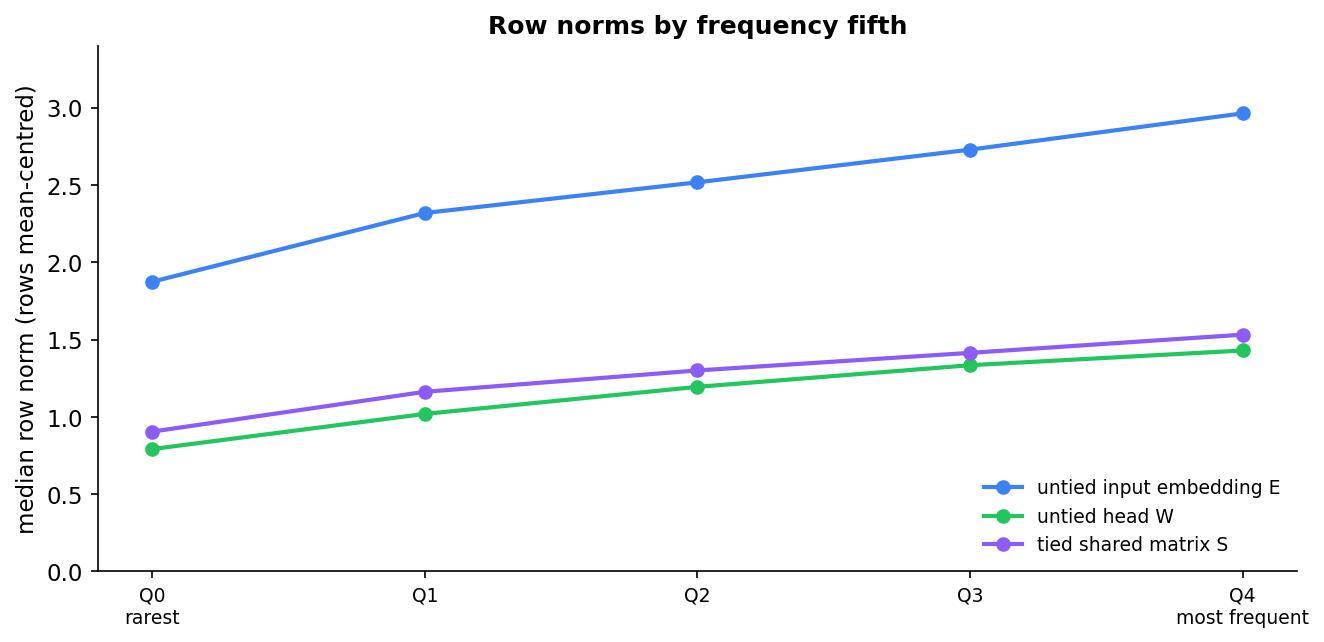 Row norms by frequency fifth
median row norm (rows mean-centred)
3.0
2.5
2.0
1.5
1.0
0.5
0.0
Q0
rarest
Q1
Q2
Q3
Q4
most frequent
untied input embedding E
untied head W
tied shared matrix S